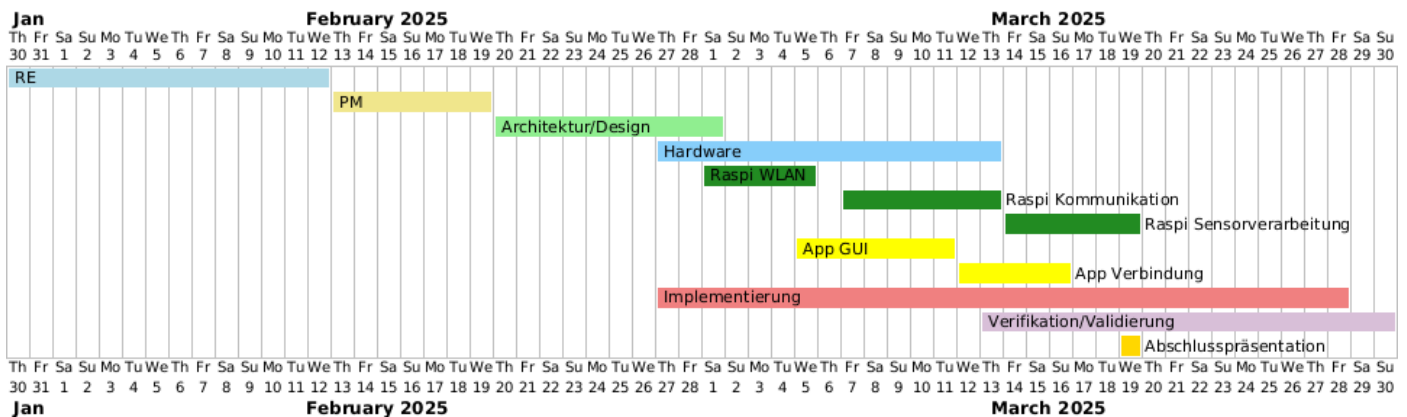 Jan February 2025 March 2025
Th Fr Sa Su Mo Tu We Th Fr Sa Su Mo Tu We Th Fr Sa Su Mo Tu We Th Fr Sa Su Mo Tu We Th Fr Sa Su Mo Tu We Th Fr Sa Su Mo Tu We Th Fr Sa Su Mo Tu We Th Fr Sa Su Mo Tu We Th Fr Sa Su
30 31 1 2 3 4 5 6 7 8 9 10 11 12 13 14 15 16 17 18 19 20 21 22 23 24 25 26 27 28 1 2 3 4 5 6 7 8 9 10 11 12 13 14 15 16 17 18 19 20 21 22 23 24 25 26 27 28 29 30
RE
PM
Architektur/Design
Hardware
Raspi WLAN
Raspi Kommunikation
Raspi Sensorverarbeitung
App GUI
App Verbindung
Implementierung
Verifikation/Validierung
Abschlusspräsentation
Th Fr Sa Su Mo Tu We Th Fr Sa Su Mo Tu We Th Fr Sa Su Mo Tu We Th Fr Sa Su Mo Tu We Th Fr Sa Su Mo Tu We Th Fr Sa Su Mo Tu We Th Fr Sa Su Mo Tu We Th Fr Sa Su Mo Tu We Th Fr Sa Su
30 31 1 2 3 4 5 6 7 8 9 10 11 12 13 14 15 16 17 18 19 20 21 22 23 24 25 26 27 28 1 2 3 4 5 6 7 8 9 10 11 12 13 14 15 16 17 18 19 20 21 22 23 24 25 26 27 28 29 30
Jan February 2025 March 2025